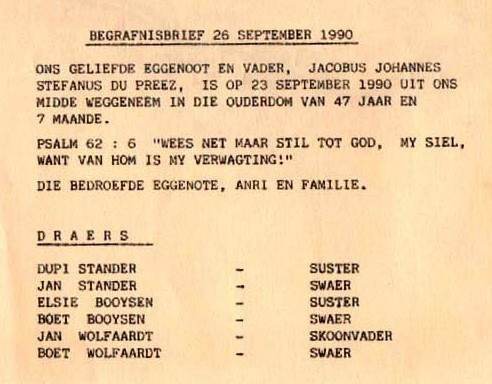 BEGRAFNISBRIEF 26 SEPTEMBER 1990
ONS GELIEFDE EGGENOOT EN VADER, JACOBUS JOHANNES
STEFANUS DU PREEZ, IS OP 23 SEPTEMBER 1990 UIT ONS
MIDDE WEGGENEEM IN DIE OUDERDOM VAN 47 JAAR EN
7 MAANDE.
PSALM 62 : 6 "WEES NET MAAR STIL TOT GOD, MY SIEL,
WANT VAN HOM IS MY VERWAGTING!"
DIE BEDROEFDE EGGENOTE, ANRI EN FAMILIE.
D R A E R S
DUPI STANDER - SUSTER
JAN STANDER - SWAER
ELSIE BOOYSEN - SUSTER
BOET BOOYSEN - SWAER
JAN WOLFAARDT - SKOONVADER
BOET WOLFAARDT - SWAER